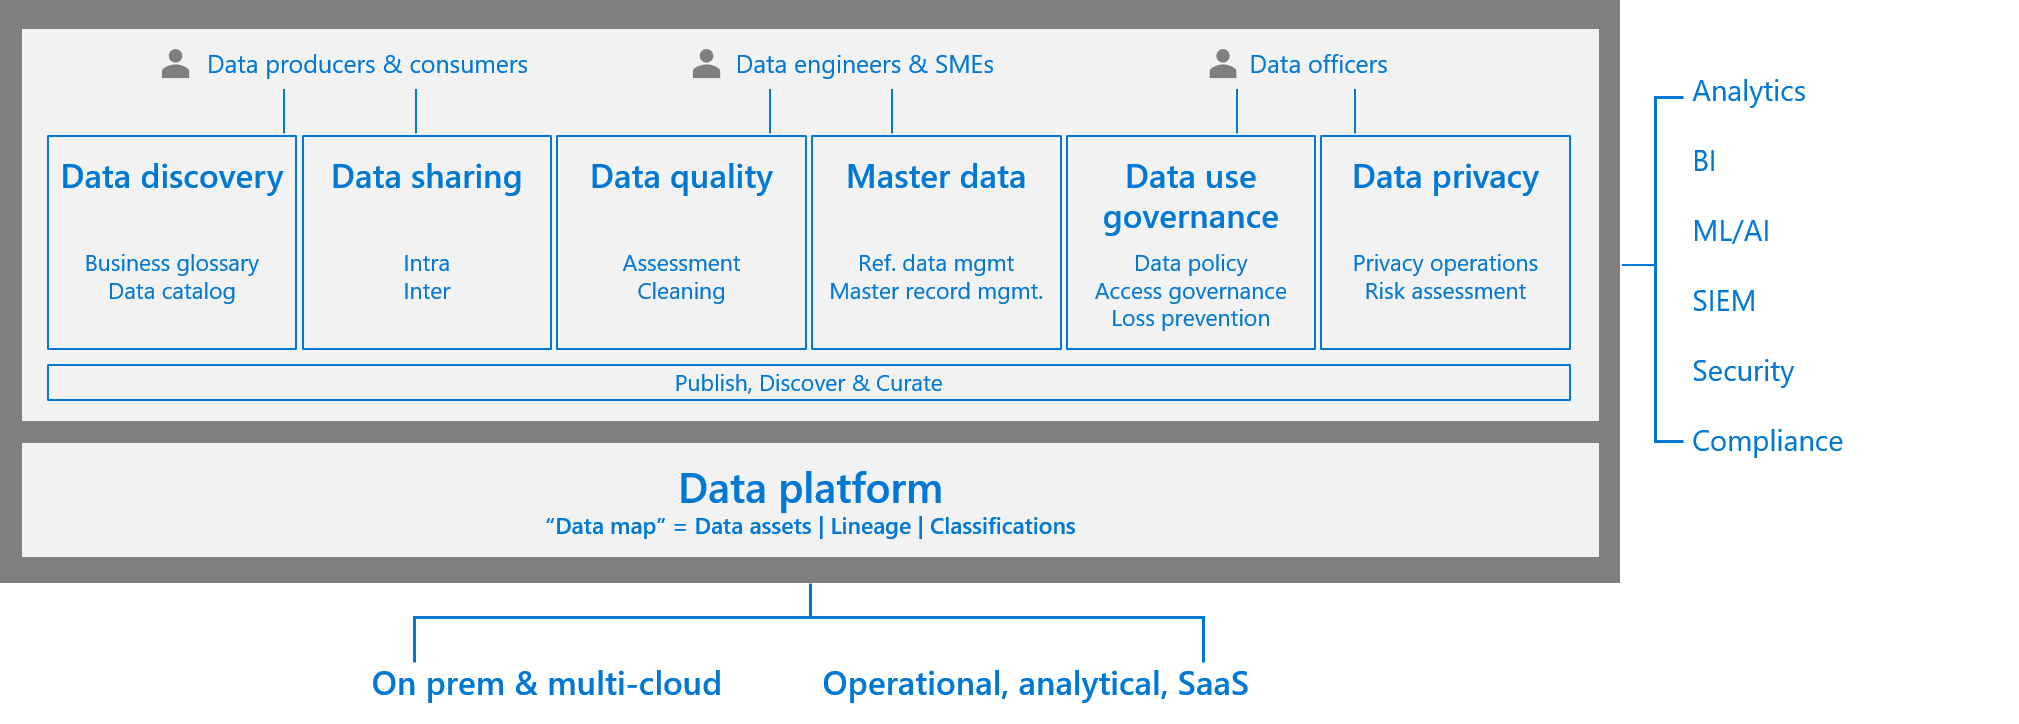 Data producers & consumers
Data engineers & SMEs
Data officers
Data discovery
Business glossary
Data catalog
Data sharing
Intra
Inter
Data quality
Assessment
Cleaning
Master data
Ref. data mgmt
Master record mgmt.
Data use
governance
Data policy
Access governance
Loss prevention
Data privacy
Privacy operations
Risk assessment
Publish, Discover & Curate
Data platform
“Data map” = Data assets | Lineage | Classifications
On prem & multi-cloud
Operational, analytical, SaaS
Analytics
BI
ML/AI
SIEM
Security
Compliance